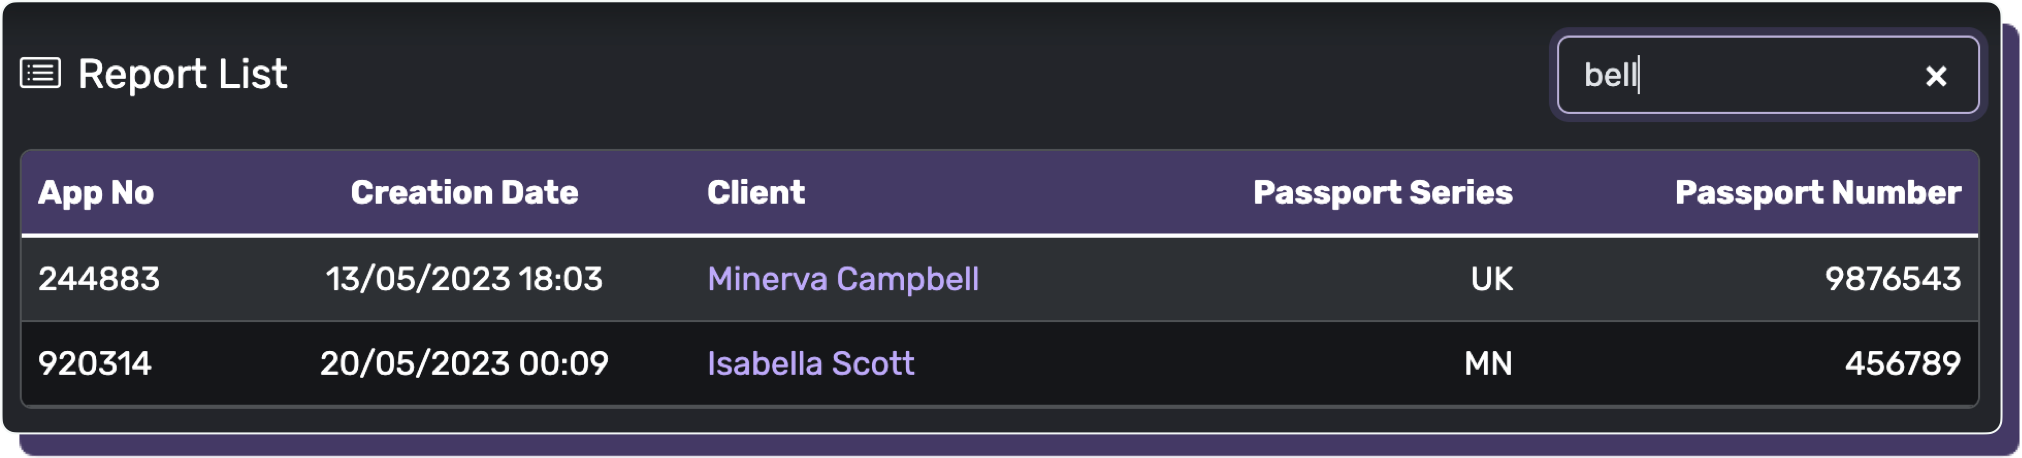 Report List
bell
App No Creation Date Client Passport Series Passport Number
244883 13/05/2023 18:03 Minerva Campbell UK 9876543
920314 20/05/2023 00:09 Isabella Scott MN 456789